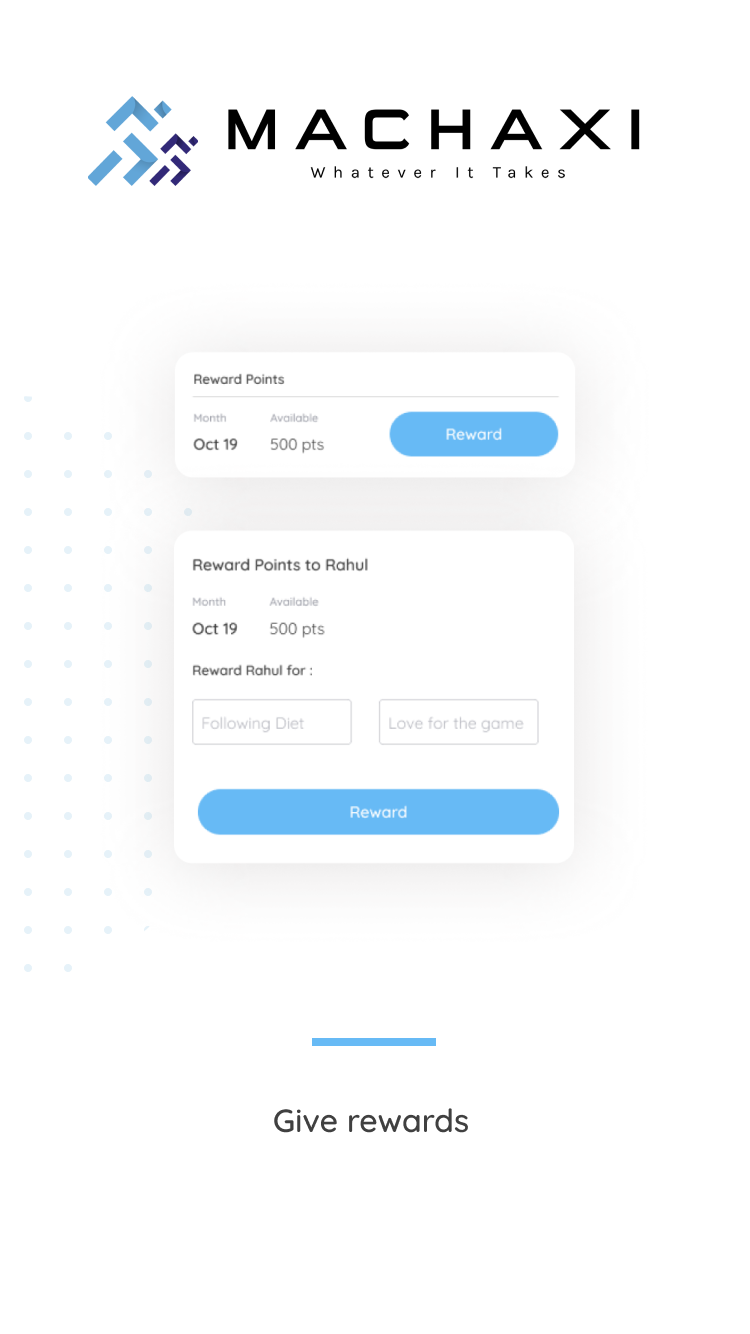 MACHAXI
Whatever It Takes
Reward Points
Month Available
Oct 19 500 pts Reward
Reward Points to Rahul
Month Available
Oct 19 500 pts
Reward Rahul for :
Following Diet Love for the game
Reward
Give rewards